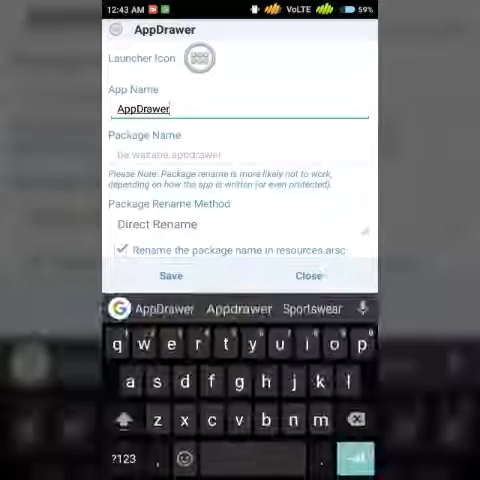 12:43 AM VoLTE 59%
AppDrawer
Launcher Icon
App Name
AppDrawer
Package Name
Please Note: Package rename is more likely not to work,
depending on how the app is written (or even protected).
Package Rename Method
Direct Rename
Rename the package name in resources.arsc
Save Close
G AppDrawer Appdrawer Sportswear
q w e r t y u i o p
a s d f g h j k l
z x c v b n m
?123 , .